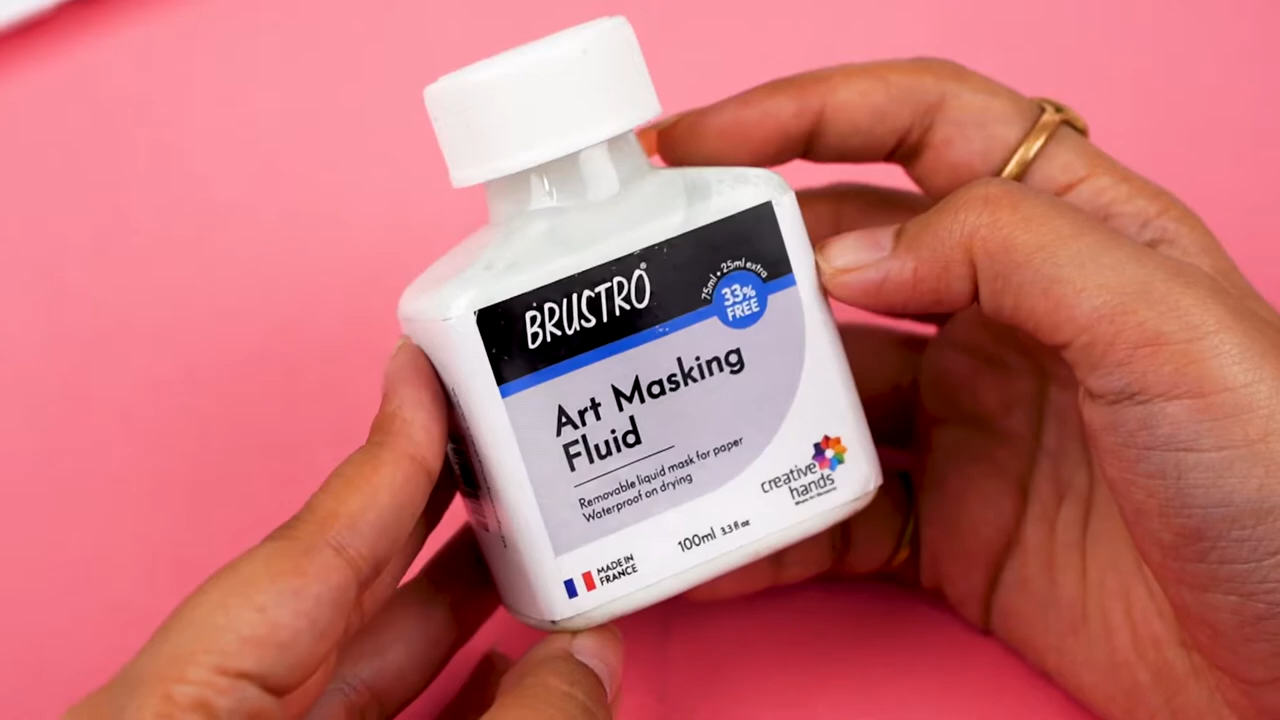 BRUSTRO®
75ml + 25ml extra
33%
FREE
Art Masking
Fluid
Removable liquid mask for paper
Waterproof on drying
creative
hands
100ml 3.3 fl oz
MADE IN
FRANCE